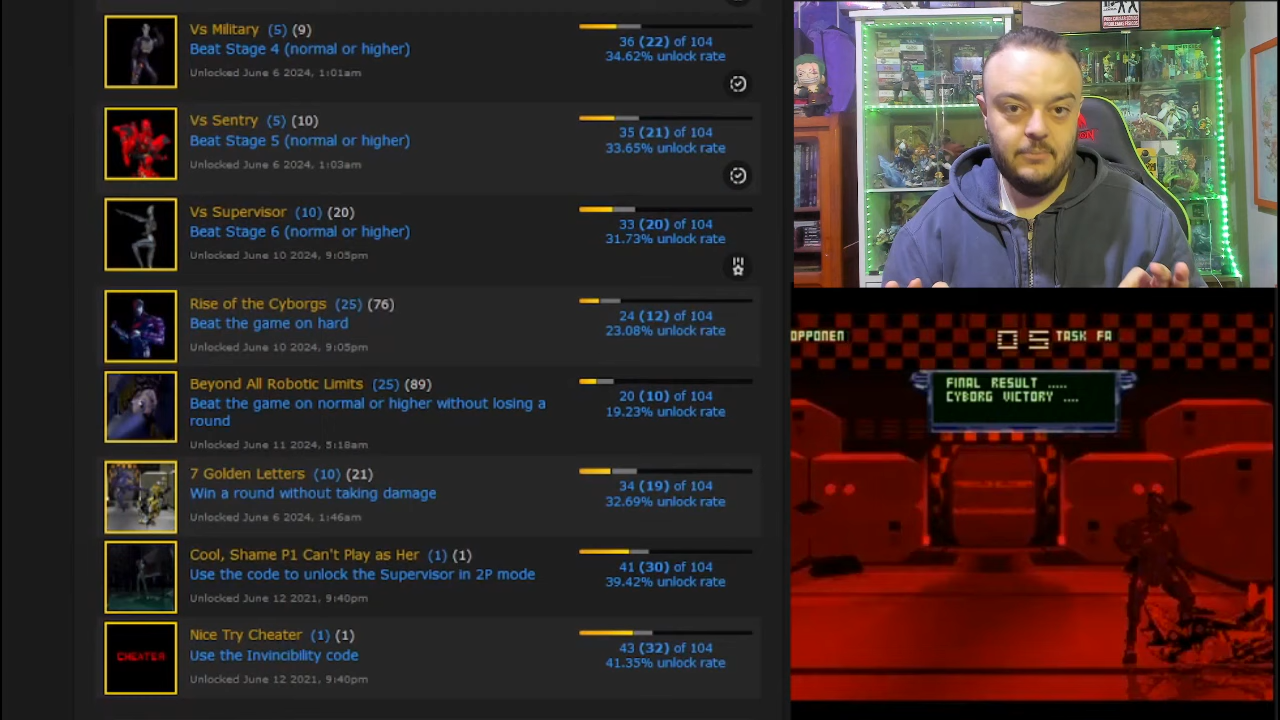 Vs Military (5) (9)
Beat Stage 4 (normal or higher)
Unlocked June 6 2024, 1:01am
36 (22) of 104
34.62% unlock rate
Vs Sentry (5) (10)
Beat Stage 5 (normal or higher)
Unlocked June 6 2024, 1:03am
35 (21) of 104
33.65% unlock rate
Vs Supervisor (10) (20)
Beat Stage 6 (normal or higher)
Unlocked June 10 2024, 9:05pm
33 (20) of 104
31.73% unlock rate
Rise of the Cyborgs (25) (76)
Beat the game on hard
Unlocked June 10 2024, 9:05pm
24 (12) of 104
23.08% unlock rate
Beyond All Robotic Limits (25) (89)
Beat the game on normal or higher without losing a
round
Unlocked June 11 2024, 5:18am
20 (10) of 104
19.23% unlock rate
7 Golden Letters (10) (21)
Win a round without taking damage
Unlocked June 6 2024, 1:46am
34 (19) of 104
32.69% unlock rate
Cool, Shame P1 Can't Play as Her (1) (1)
Use the code to unlock the Supervisor in 2P mode
Unlocked June 12 2021, 9:40pm
41 (30) of 104
39.42% unlock rate
CHEATER
Nice Try Cheater (1) (1)
Use the Invincibility code
Unlocked June 12 2021, 9:40pm
43 (32) of 104
41.35% unlock rate
OPPONEN
05
TASK FA
FINAL RESULT .....
CYBORG VICTORY ....